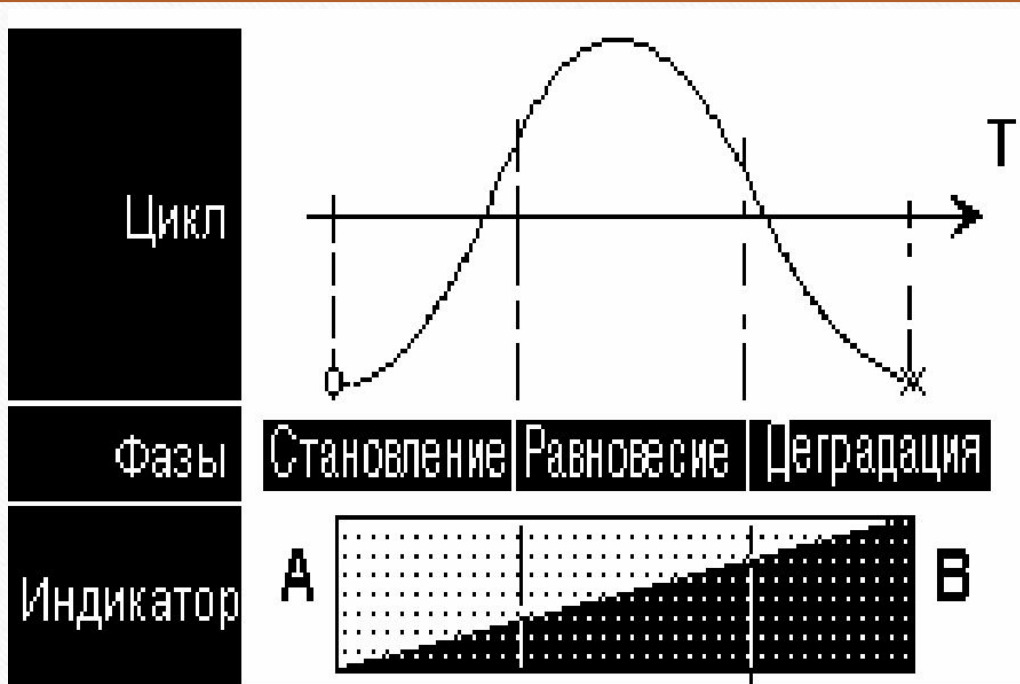 T
Цикл
Фазы
Становление Равновесие Деградация
Индикатор
A
B